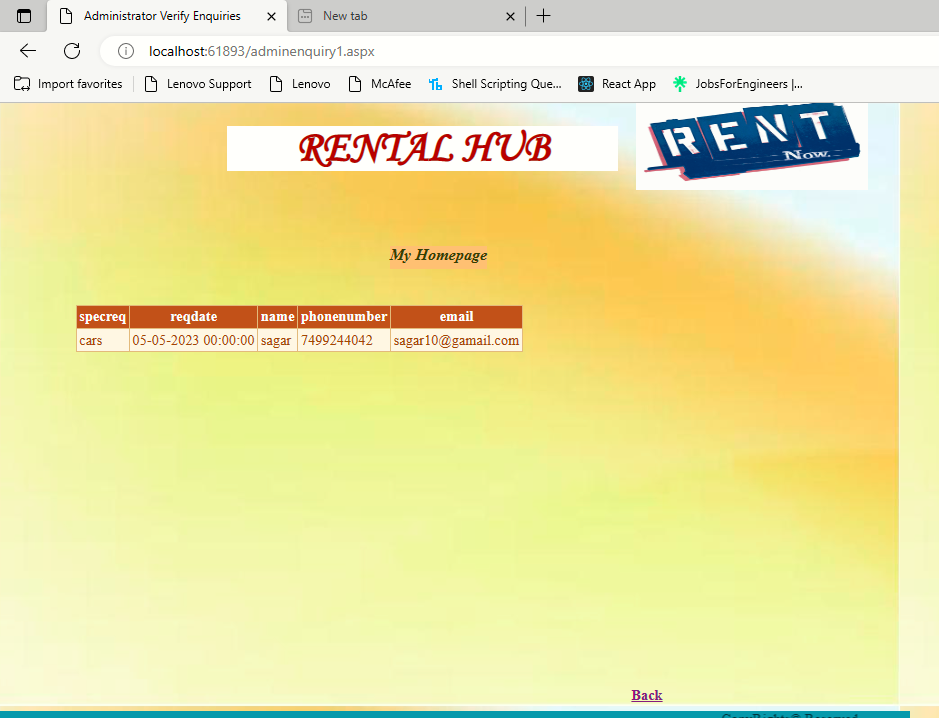 Administrator Verify Enquiries
New tab
localhost:61893/adminenquiry1.aspx
Import favorites
Lenovo Support
Lenovo
McAfee
Shell Scripting Que...
React App
JobsForEngineers |...
RENTAL HUB
RENT
Now.
My Homepage
specreq reqdate name phonenumber email
cars 05-05-2023 00:00:00 sagar 7499244042 sagar10@gamail.com
Back
CopyRights@ Reserved